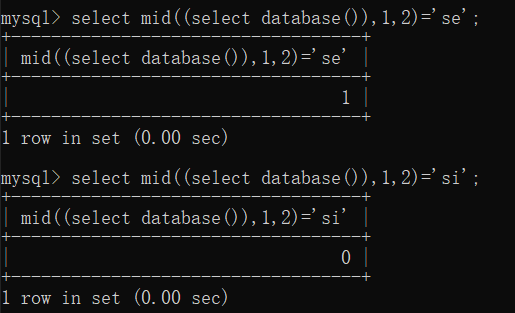 mysql> select mid((select database()),1,2)='se';
+-----------------------------------+
| mid((select database()),1,2)='se' |
+-----------------------------------+
|                                 1 |
+-----------------------------------+
1 row in set (0.00 sec)
mysql> select mid((select database()),1,2)='si';
+-----------------------------------+
| mid((select database()),1,2)='si' |
+-----------------------------------+
|                                 0 |
+-----------------------------------+
1 row in set (0.00 sec)